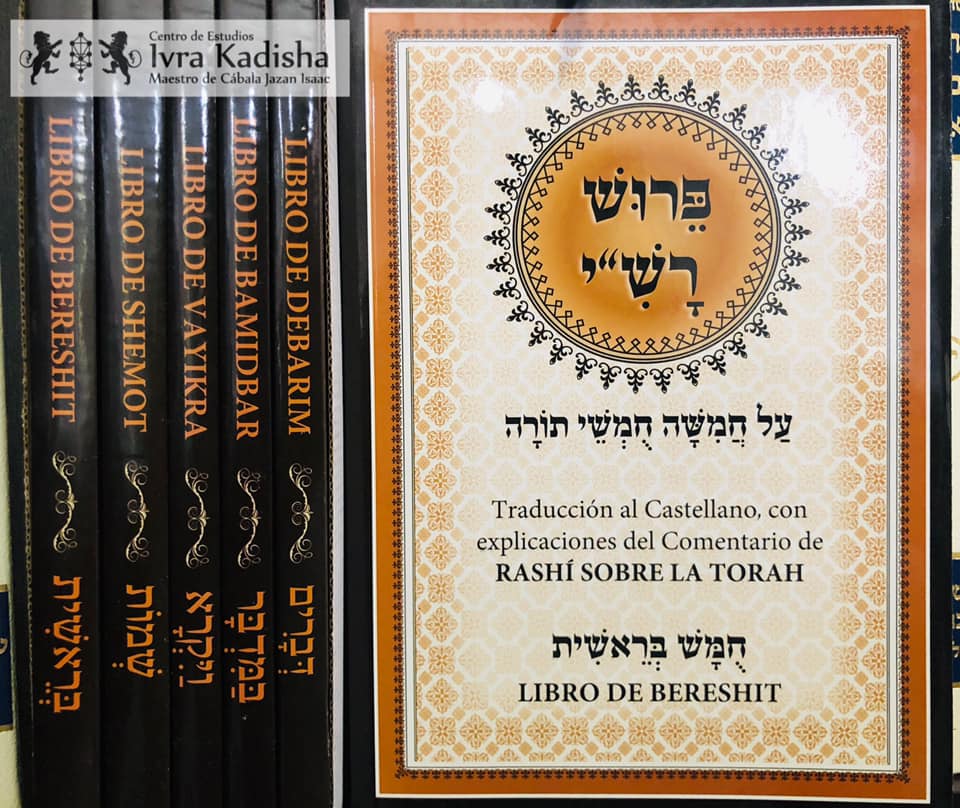 Centro de Estudios
Ivra Kadisha
Maestro de Cábala Jazan Isaac
LIBRO DE BERESHIT
בְּרֵאשִׁית
LIBRO DE SHEMOT
שְׁמוֹת
LIBRO DE VAYIKRA
וַיִּקְרָא
LIBRO DE BAMIDBAR
בַּמִּדְבָּר
LIBRO DE DEBARIM
דְּבָרִים
פֵּרוּשׁ
רָשִׁ״י
עַל חֲמִשָּׁה חֻמְשֵׁי תוֹרָה
Traducción al Castellano, con
explicaciones del Comentario de
RASHÍ SOBRE LA TORAH
חֻמָּשׁ בְּרֵאשִׁית
LIBRO DE BERESHIT